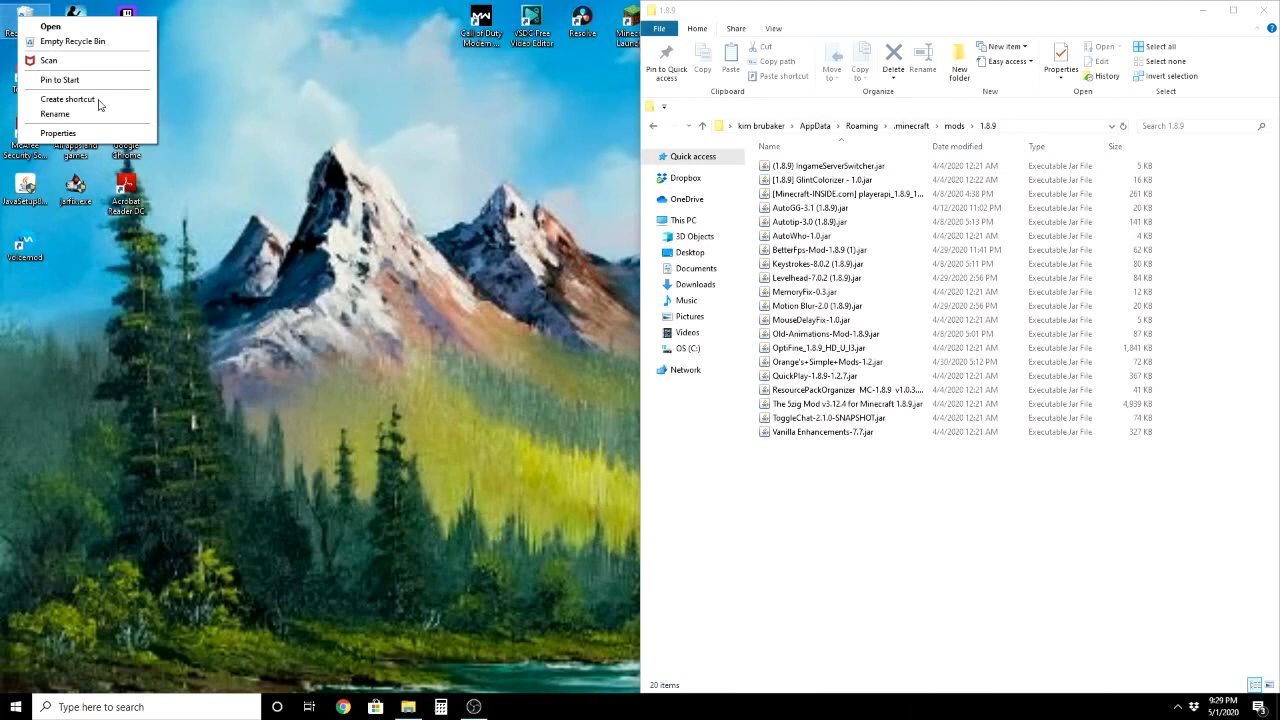 Open
Empty Recycle Bin
Scan
Pin to Start
Create shortcut
Rename
Properties
Security So...
All apps and
games
Google
Chrome
JavaSetup8...
Acrobat
Reader DC
Voicemod
Call of Duty
Modern ...
VSDC Free
Video Editor
Resolve
1.8.9
File
Home
Share
View
Pin to Quick
access
Copy
Paste
Cut
Copy path
Paste shortcut
Clipboard
Move
to
Copy
to
Delete
Rename
Organize
New
folder
New item
Easy access
New
Properties
Open
Edit
History
Open
Select all
Select none
Invert selection
Select
kim brubaker
AppData
Roaming
.minecraft
mods
1.8.9
Search 1.8.9
Name
Date modified
Type
Size
Quick access
Dropbox
OneDrive
This PC
3D Objects
Desktop
Documents
Downloads
Music
Pictures
Videos
OS (C:)
Network
(1.8.9) IngameServerSwitcher.jar 4/4/2020 12:21 AM Executable Jar File 5 KB
[1.8.9] GlintColorizer - 1.0.jar 4/4/2020 12:22 AM Executable Jar File 16 KB
[Minecraft-INSIDE.com] playerapi_1.8.9_1... 4/8/2020 4:38 PM Executable Jar File 261 KB
AutoGG-3.1 (1.8.9).jar 4/12/2020 11:02 PM Executable Jar File 20 KB
Autotip-3.0 (1.8.9).jar 4/8/2020 5:13 PM Executable Jar File 141 KB
AutoWho-1.0.jar 4/4/2020 12:21 AM Executable Jar File 42 KB
BetterFps-Mod-1.8.9 (1).jar 4/29/2020 11:41 PM Executable Jar File 62 KB
Keystrokes-8.0.2 (1.8.9).jar 4/8/2020 5:11 PM Executable Jar File 80 KB
Levelhead-7.0.2 (1.8.9).jar 4/29/2020 2:56 PM Executable Jar File 84 KB
MemoryFix-0.3.jar 4/4/2020 12:21 AM Executable Jar File 12 KB
Motion Blur-2.0 (1.8.9).jar 4/29/2020 2:56 PM Executable Jar File 20 KB
MouseDelayFix-1.0.jar 4/4/2020 12:21 AM Executable Jar File 5 KB
Old-Animations-Mod-1.8.9.jar 4/8/2020 5:01 PM Executable Jar File 87 KB
OptiFine_1.8.9_HD_U_I3.jar 4/4/2020 12:21 AM Executable Jar File 1,841 KB
Orange's+Simple+Mods-1.2.jar 4/30/2020 5:12 PM Executable Jar File 72 KB
QuickPlay-1.8.9-1.2.7.jar 4/4/2020 12:21 AM Executable Jar File 367 KB
ResourcePackOrganizer MC-1.8.9 v1.0.3.... 4/4/2020 12:21 AM Executable Jar File 41 KB
The 5zig Mod v3.12.4 for Minecraft 1.8.9.jar 4/4/2020 12:21 AM Executable Jar File 4,939 KB
ToggleChat-2.1.0-SNAPSHOT.jar 4/4/2020 12:21 AM Executable Jar File 74 KB
Vanilla Enhancements-7.7.jar 4/4/2020 12:21 AM Executable Jar File 327 KB
20 items
Type here to search
9:29 PM
5/1/2020